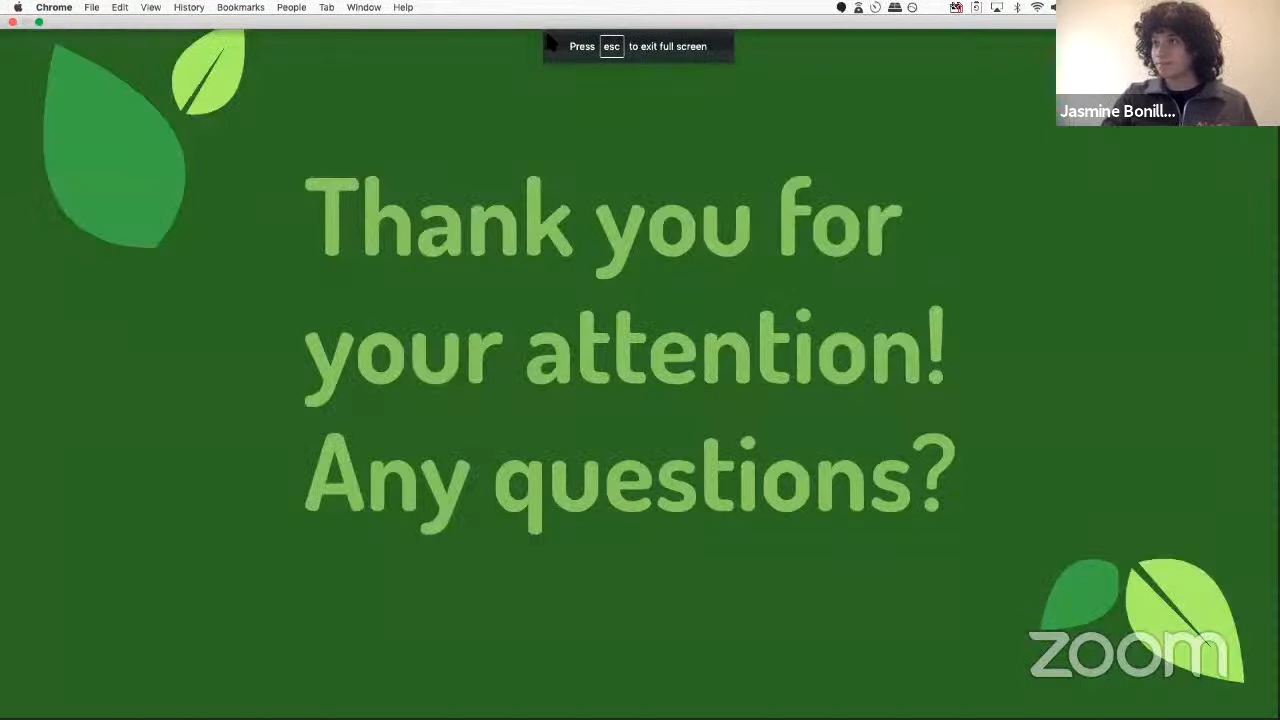 Chrome File Edit View History Bookmarks People Tab Window Help
Press esc to exit full screen
Jasmine Bonill...
Thank you for
your attention!
Any questions?
zoom